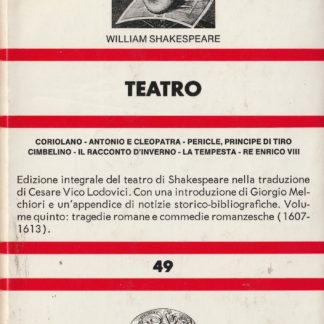 WILLIAM SHAKESPEARE
TEATRO
CORIOLANO - ANTONIO E CLEOPATRA - PERICLE, PRINCIPE DI TIRO
CIMBELINO - IL RACCONTO D'INVERNO - LA TEMPESTA - RE ENRICO VIII
Edizione integrale del teatro di Shakespeare nella traduzione
di Cesare Vico Lodovici. Con una introduzione di Giorgio Mel-
chiori e un'appendice di notizie storico-bibliografiche. Volu-
me quinto: tragedie romane e commedie romanzesche (1607-
1613).
49